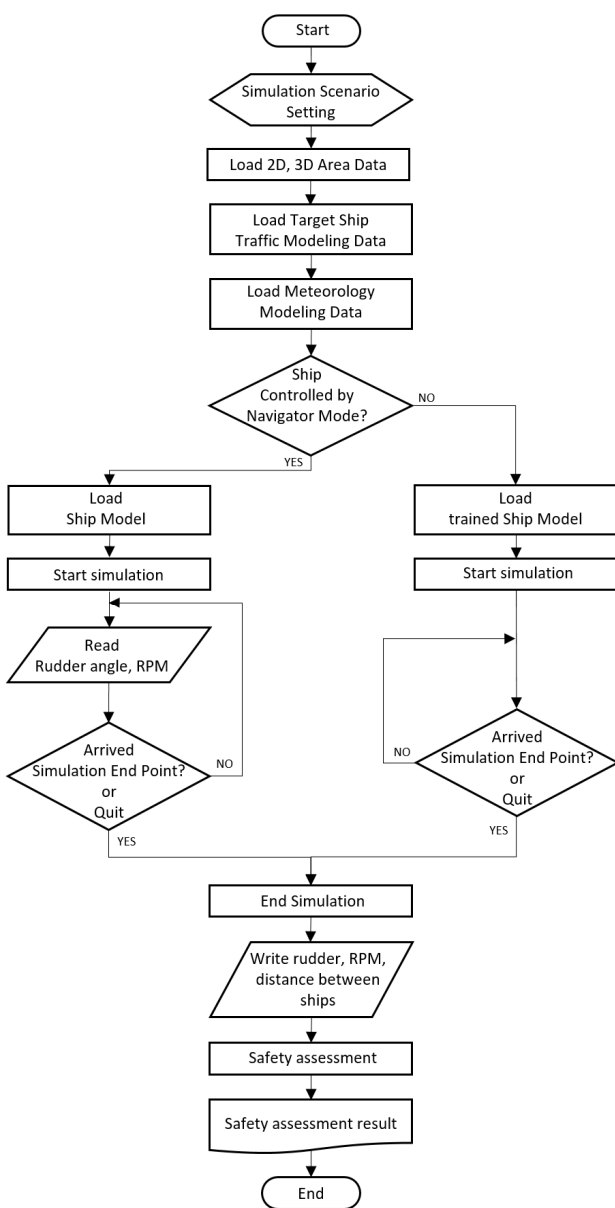 Start
Simulation Scenario
Setting
Load 2D, 3D Area Data
Load Target Ship
Traffic Modeling Data
Load Meteorology
Modeling Data
Ship
Controlled by
Navigator Mode?
NO
YES
Load
Ship Model
Start simulation
Read
Rudder angle, RPM
Arrived
Simulation End Point?
or
Quit
NO
YES
Load
trained Ship Model
Start simulation
Arrived
Simulation End Point?
or
Quit
NO
YES
End Simulation
Write rudder, RPM,
distance between
ships
Safety assessment
Safety assessment result
End